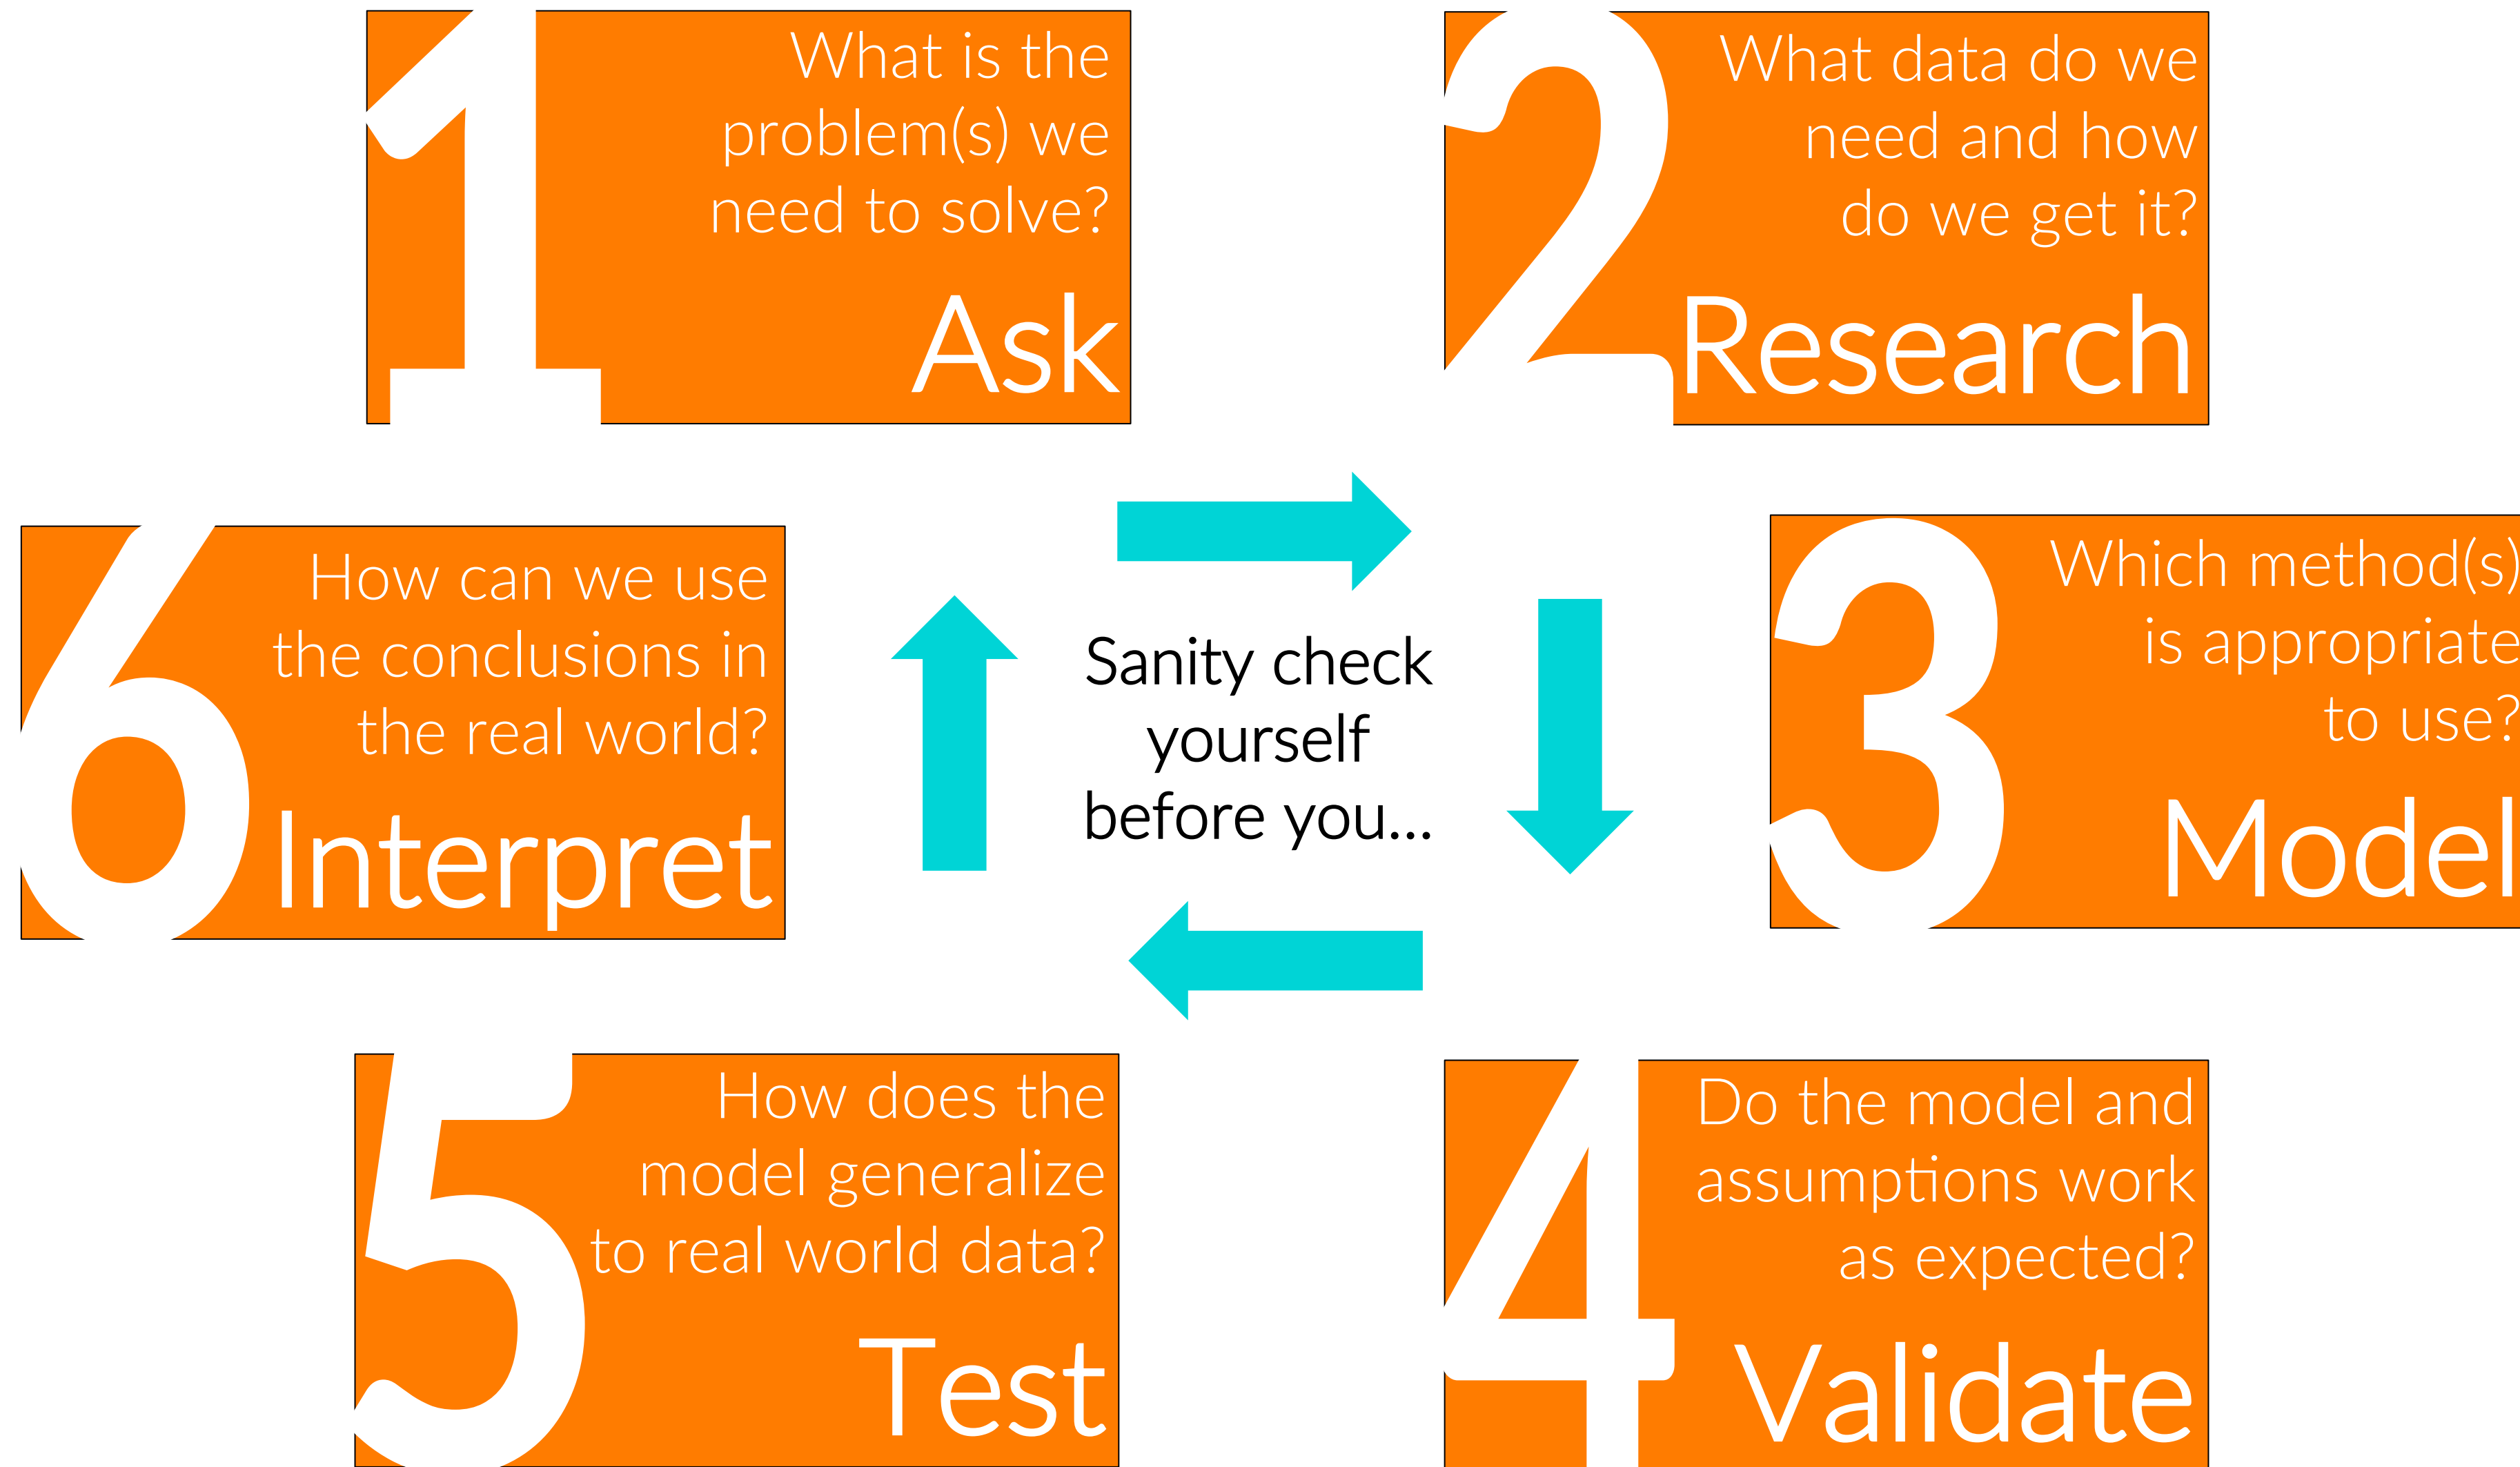 1
What is the
problem(s) we
need to solve?
Ask
2
What data do we
need and how
do we get it?
Research
3
Which method(s)
is appropriate
to use?
Model
4
Do the model and
assumptions work
as expected?
Validate
5
How does the
model generalize
to real world data?
Test
6
How can we use
the conclusions in
the real world?
Interpret
Sanity check
yourself
before you...